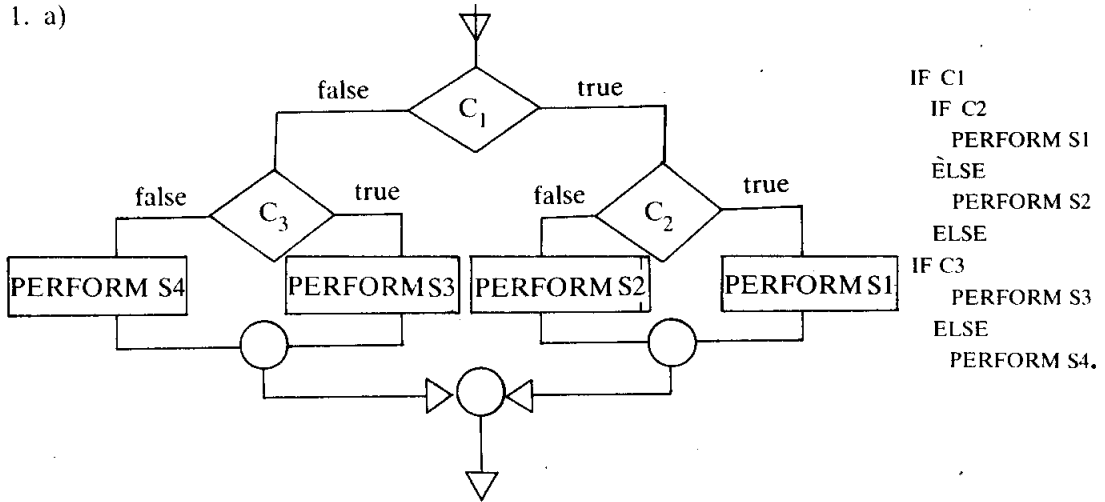 1. a)
false
true
C1
false
true
C3
false
true
C2
PERFORM S4
PERFORM S3
PERFORM S2
PERFORM S1
IF C1
IF C2
PERFORM S1
ELSE
PERFORM S2
ELSE
IF C3
PERFORM S3
ELSE
PERFORM S4.